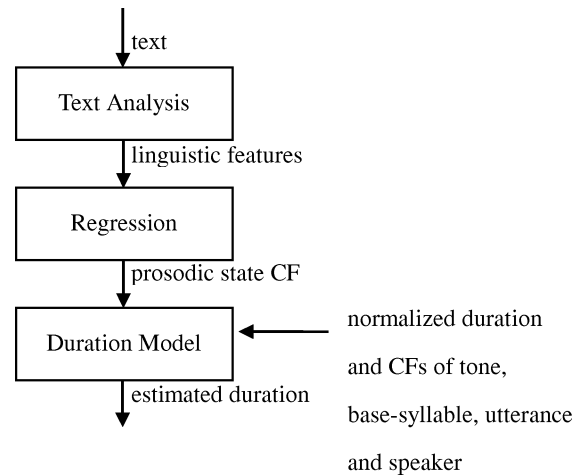 text
Text Analysis
linguistic features
Regression
prosodic state CF
Duration Model
normalized duration
and CFs of tone,
base-syllable, utterance
and speaker
estimated duration